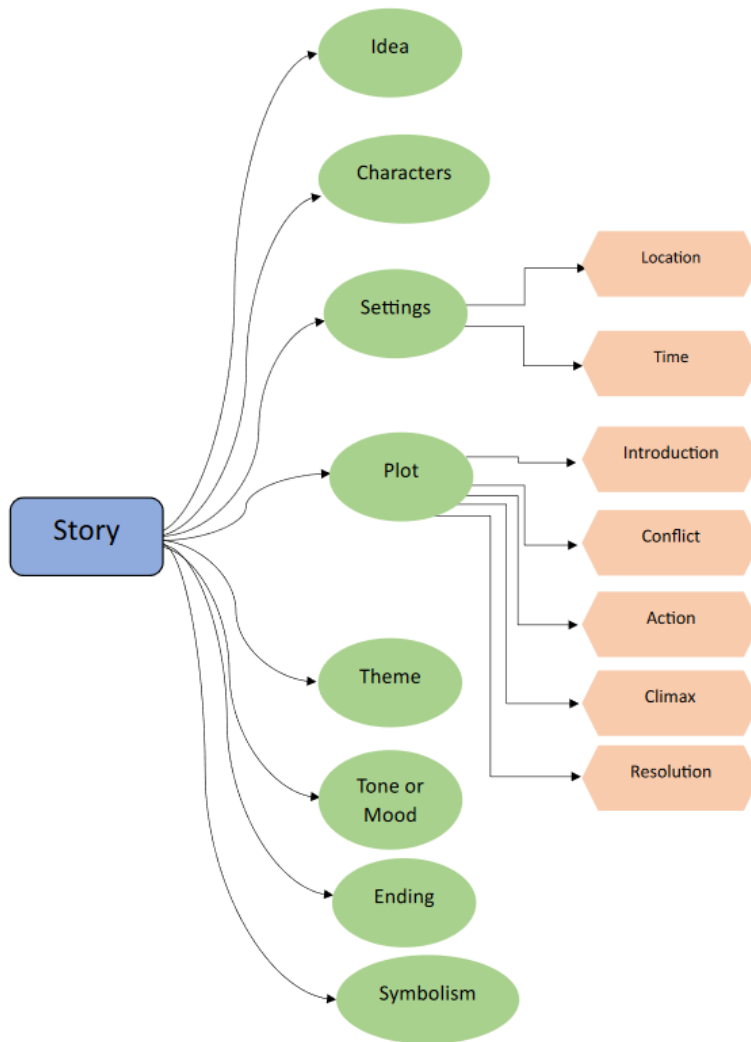 Idea
Characters
Settings
Location
Time
Plot
Introduction
Conflict
Action
Climax
Resolution
Story
Theme
Tone or
Mood
Ending
Symbolism